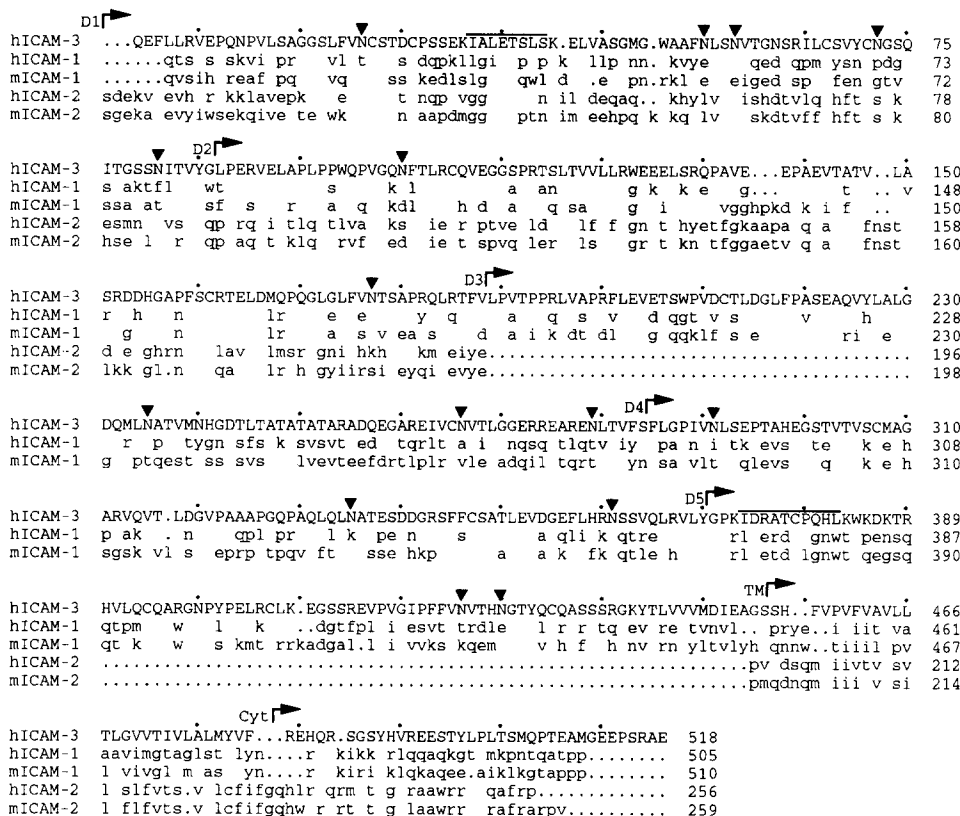 D1
hICAM-3 ...QEFLLRVEPQNPVLSAGGSLFVNCSTDCPSSEKIALETSLSK.ELVASGMG.WAAFNLSNVTGNSRILCSVYCNGSQ 75
hICAM-1 qts s skvi pr vl t s dqpkllgi p p k llp nn. kvye qed qpm ysn pdg 73
mICAM-1 qvsih reaf pq vq ss kedlslg qwl d .e pn.rkl e eiged sp fen gtv 72
hICAM-2 sdekv evh r kklavepk e t nqp vgg n il deqaq.. khylv ishdtvlq hft s k 78
mICAM-2 sgeka evyiwsekqive te wk n aapdmgg ptn im eehpq k kq lv skdtvff hft s k 80
D2
hICAM-3 ITGSSNITVYGLPERVELAPLPPWQPVGQNFTLRCQVEGGSPRTSLTVVLLRWEEELSRQPAVE...EPAEVTATV..LA 150
hICAM-1 s aktfl wt s k l a an g k k e g a t v 148
mICAM-1 ssa at sf s r a q kdl h d a q sa g i vgghpkd k i f .. 150
hICAM-2 esmn vs qp rq i tlq tlva ks ie r ptve ld lf f gn t hyetfgkaapa qa fnst 158
mICAM-2 hse l r qp aq t klq rvf ed ie t spvq ler ls gr t kn tfggaetv q a fnst 160
D3
hICAM-3 SRDDHGAPFSCRTELDMQPQGLGLFVNTSAPRQLRTFVLPVTPPRLVAPRFLEVETSWPVDCTLDGLFPASEAQVYLALG 230
hICAM-1 r h n lr e e y q a q s v d qgt v s v h 228
mICAM-1 g n lr a s v ea s d a i k dt dl g qqklf s e ri e 230
hICAM-2 d e ghrn lav lmsr gni hkh km eiye........................................ 196
mICAM-2 lkk gl.n qa lr h gyiirsi eyqi evye........................................ 198
D4
hICAM-3 DQMLNATVMNHGDTLTATATATARADQEGAREIVCNVTLGGERREARENLTVFSFLGPIVNLSEPTAHEGSTVTVSCMAG 310
hICAM-1 r p tygn sfs k svsvt ed tqrlt a i nqsq tlqtv iy pa n i tk evs te k e h 308
mICAM-1 g ptqest ss svs lvevteefdrtlplr vle adqil tqrt yn sa vlt qlevs q k e h 310
D5
hICAM-3 ARVQVT.LDGVPAAAPGQPAQLQLNATESDDGRSFFCSATLEVDGEFLHRNSSVQLRVLYGPKIDRATCPQHLKWKDKTR 389
hICAM-1 p ak . n qpl pr l k pe n s a qli k qtre r l erd gnwt pensq 387
mICAM-1 sgsk v l s eprp tpqv ft sse hkp a a k f k qtle h rl etd lgnwt qegsq 390
TM
hICAM-3 HVLQCQARGNPYPELRCLK.EGSSREVPVGIPFFVNVTHNGTYQCQASSSRGKYTLVVVMDIEAGSSH..FVPVFVAVLL 466
hICAM-1 qtpm w l k .dgtfpl i esvt t rdle l r r t q ev re t vnvl.. prye..i iit va 461
mICAM-1 qt k w s kmt rrkadga.l i vvks kqem v h f h nv rn yltvlyh qnnw..tiiil pv 467
hICAM-2 .................................................................pv dsqm iivtv sv 212
mICAM-2 .................................................................pmqdnqm iii v si 214
Cyt
hICAM-3 TLGVVTIVLALMYVF...REHQR.SGSYHVREESTYLPLTSMQPTEAMGEEPSRAE 518
hICAM-1 aavimgtaglst lyn....r kikk rlqqaqkgt mkpntqatpp........ 505
mICAM-1 l vivgl m as yn....r kiri klqkaqee.aiklkgtappp........ 510
hICAM-2 l slfvts.v lcfifgqhlr qrm t g raawrr qafrp........... 256
mICAM-2 l flfvts.v lcfifgqhw r rt g laawrr rafrarpv........ 259